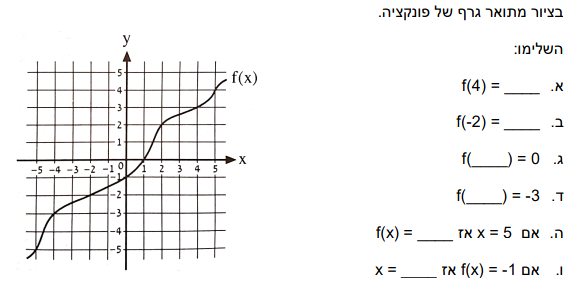 בציור מתואר גרף של פונקציה.
השלימו:
א. f(4) = ____
ב. f(-2) = ____
ג. f(____) = 0
ד. f(____) = -3
ה. אם x = 5 אז f(x) = ____
ו. אם f(x) = -1 אז x = ____
y
f(x)
5
4
3
2
1
-5 -4 -3 -2 -1 0 1 2 3 4 5 x
-1
-2
-3
-4
-5